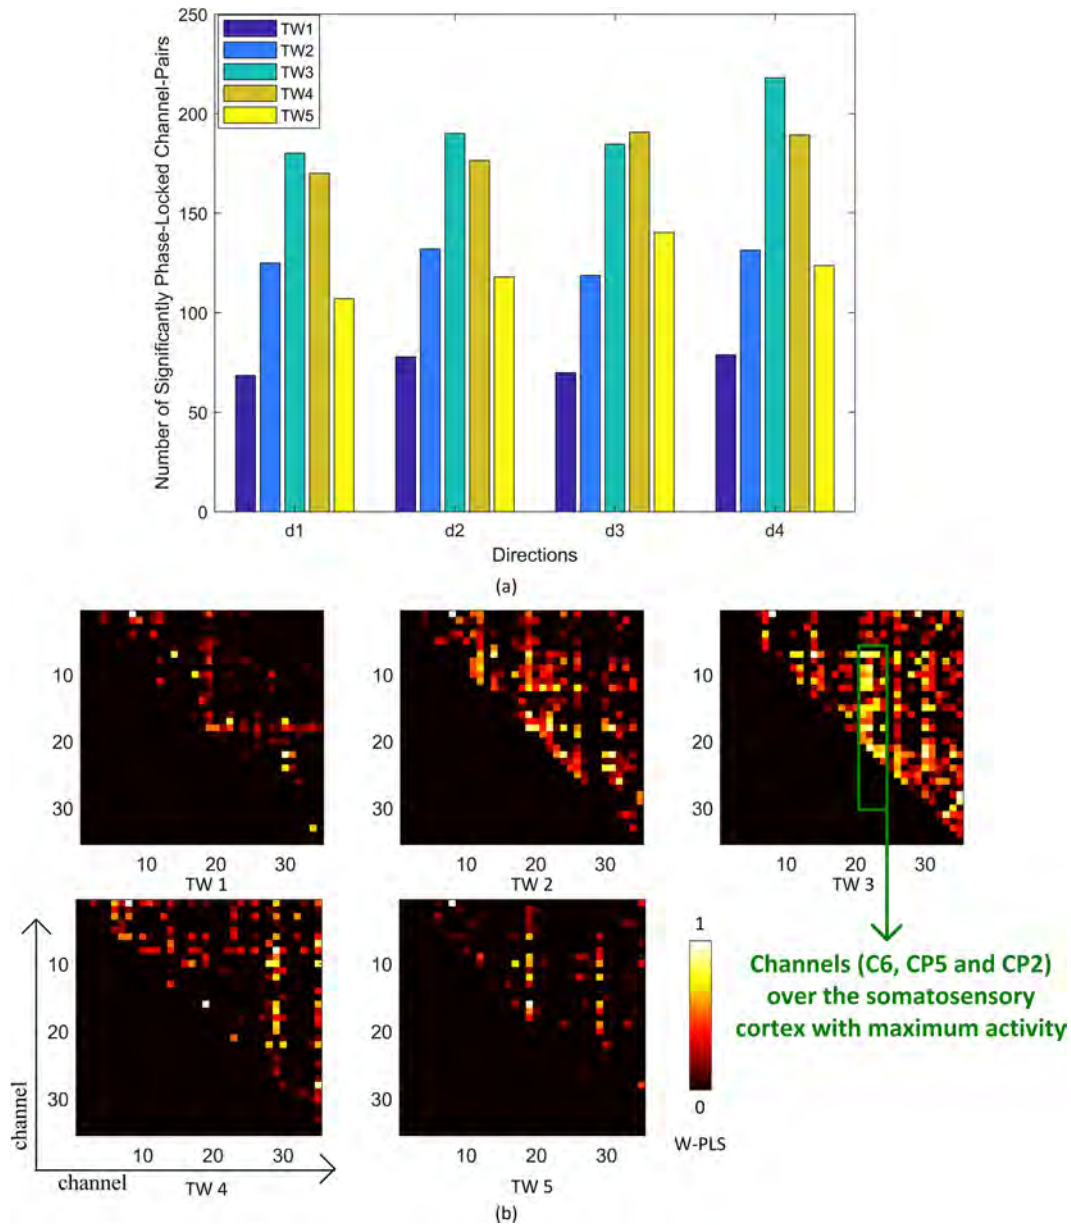 250
200
150
100
50
0
Number of Significantly Phase-Locked Channel-Pairs
TW1
TW2
TW3
TW4
TW5
d1 d2 d3 d4
Directions
(a)
10
20
30
10 20 30
TW 1
10
20
30
10 20 30
TW 2
10
20
30
10 20 30
TW 3
10
20
30
10 20 30
TW 4
channel
channel
10
20
30
10 20 30
TW 5
1
0
W-PLS
Channels (C6, CP5 and CP2)
over the somatosensory
cortex with maximum activity
(b)